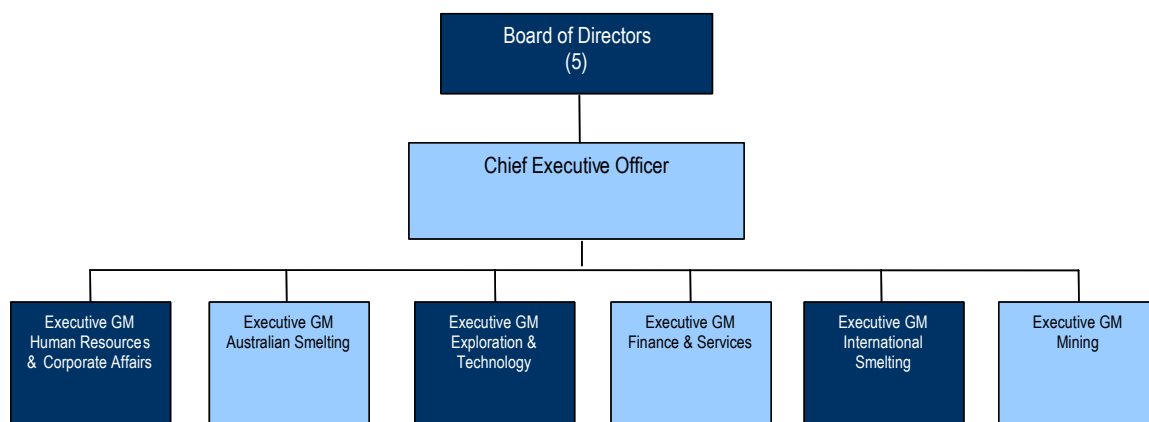 Board of Directors
(5)
Chief Executive Officer
Executive GM
Human Resources
& Corporate Affairs
Executive GM
Australian Smelting
Executive GM
Exploration &
Technology
Executive GM
Finance & Services
Executive GM
International
Smelting
Executive GM
Mining